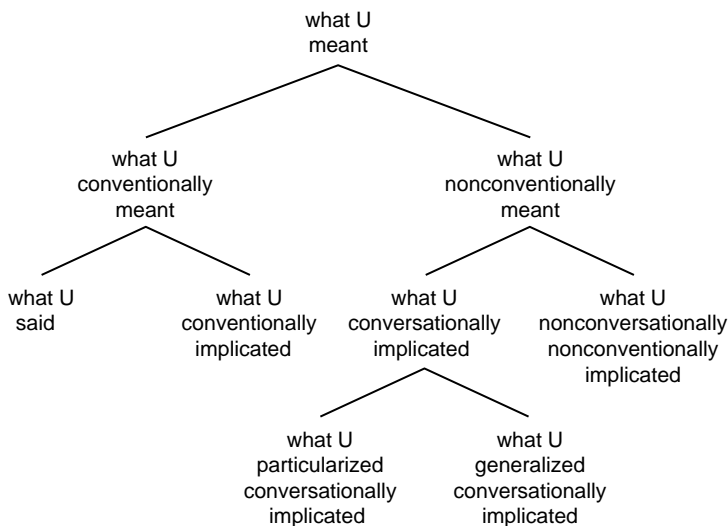 what U
meant
what U
conventionally
meant
what U
nonconventionally
meant
what U
said
what U
conventionally
implicated
what U
conversationally
implicated
what U
nonconversationally
nonconventionally
implicated
what U
particularized
conversationally
implicated
what U
generalized
conversationally
implicated